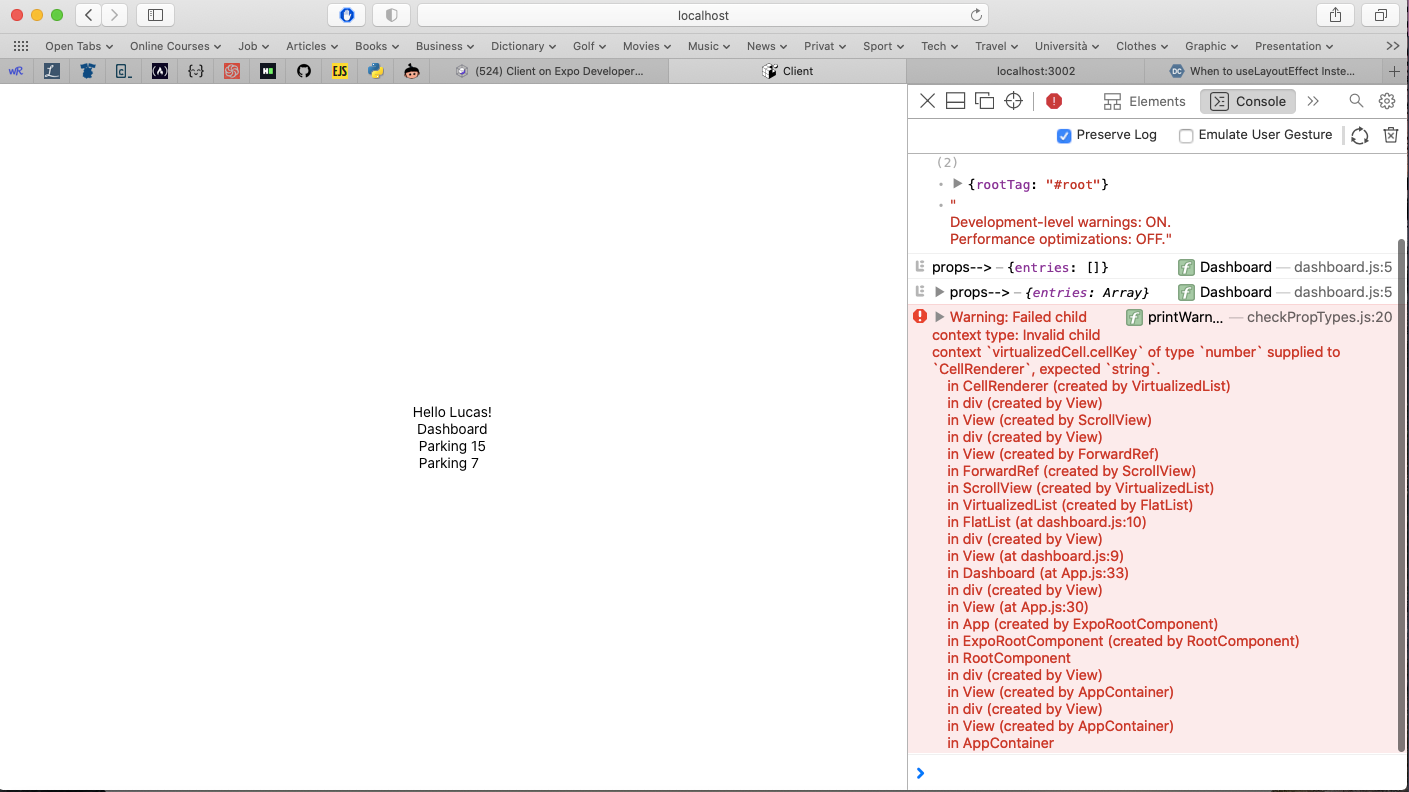 localhost
Open Tabs Online Courses Job Articles Books Business Dictionary Golf Movies Music News Privat Sport Tech Travel Università Clothes Graphic Presentation >>
wR L C_ (A) {~} H EJS (524) Client on Expo Developer... Client localhost:3002 DC When to useLayoutEffect Inste... +
Elements Console >>
Preserve Log Emulate User Gesture
(2)
{rootTag: "#root"}
"
Development-level warnings: ON.
Performance optimizations: OFF."
props--> – {entries: []} f Dashboard — dashboard.js:5
props--> – {entries: Array} f Dashboard — dashboard.js:5
Warning: Failed child f printWarn... — checkPropTypes.js:20
context type: Invalid child
context `virtualizedCell.cellKey` of type `number` supplied to
`CellRenderer`, expected `string`.
in CellRenderer (created by VirtualizedList)
in div (created by View)
in View (created by ScrollView)
in div (created by View)
in View (created by ForwardRef)
in ForwardRef (created by ScrollView)
in ScrollView (created by VirtualizedList)
in VirtualizedList (created by FlatList)
in FlatList (at dashboard.js:10)
in div (created by View)
in View (at dashboard.js:9)
in Dashboard (at App.js:33)
in div (created by View)
in View (at App.js:30)
in App (created by ExpoRootComponent)
in ExpoRootComponent (created by RootComponent)
in RootComponent
in div (created by View)
in View (created by AppContainer)
in div (created by View)
in View (created by AppContainer)
in AppContainer
Hello Lucas!
Dashboard
Parking 15
Parking 7